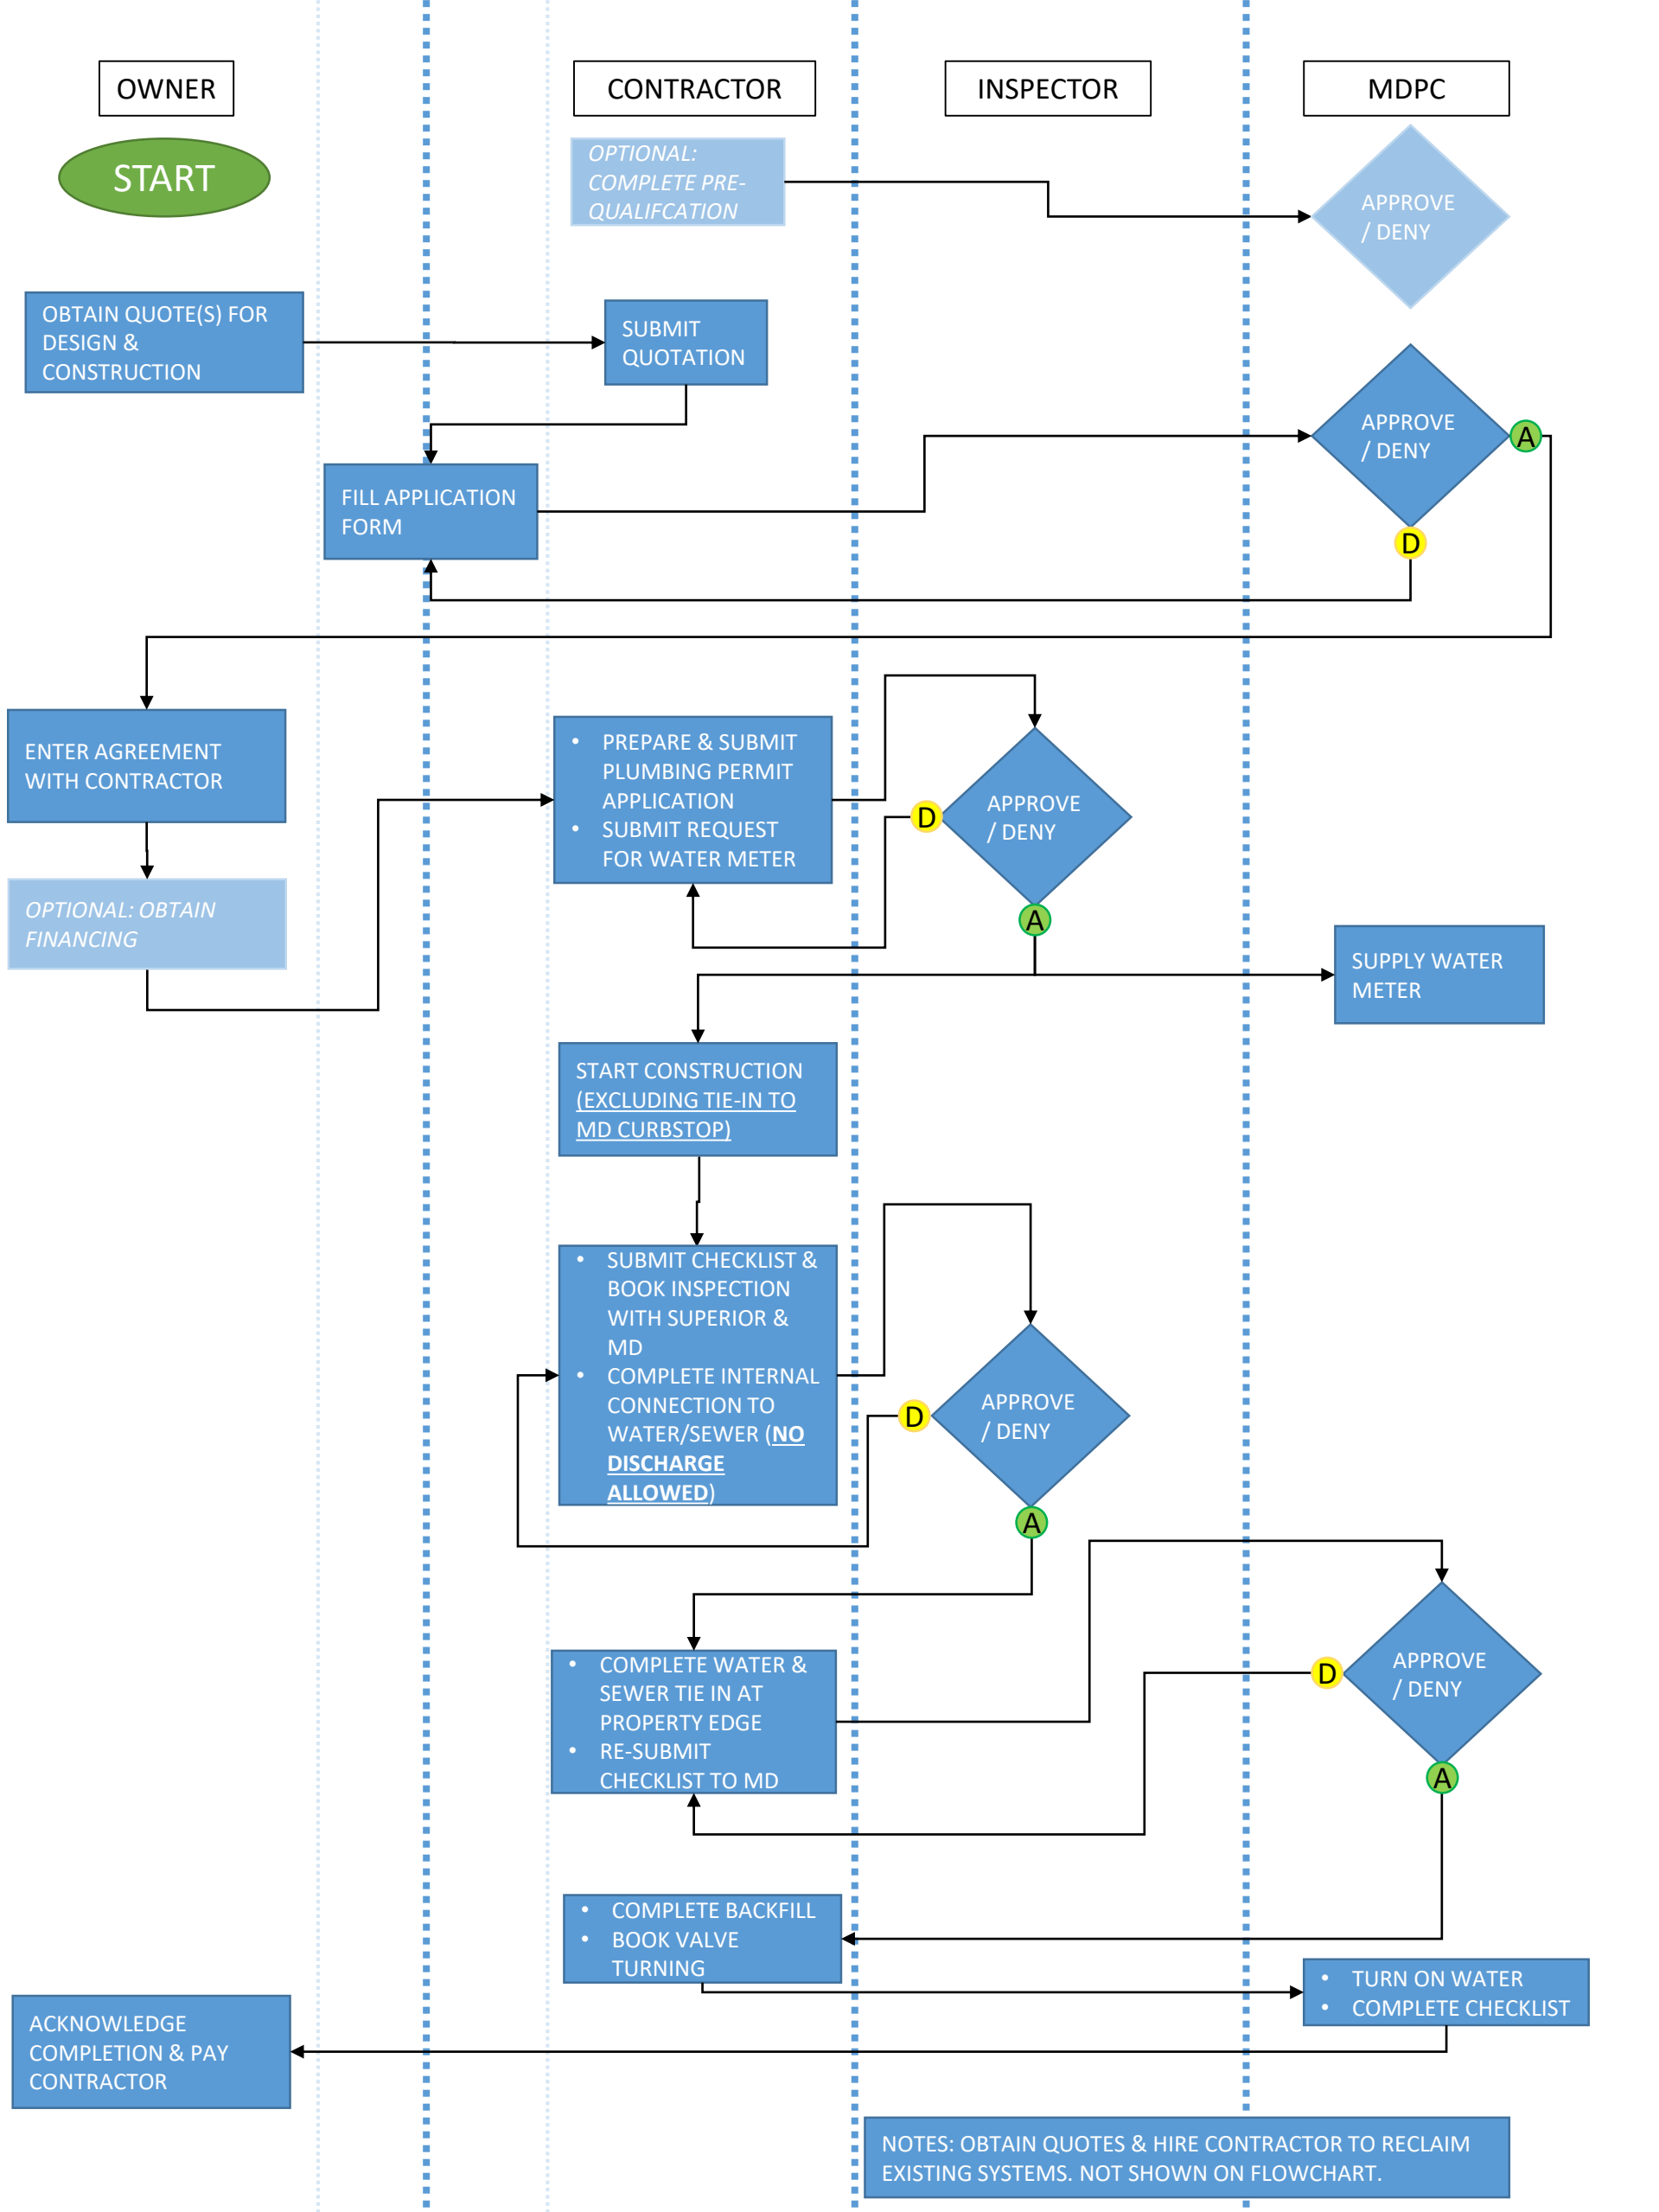 OWNER
CONTRACTOR
INSPECTOR
MDPC
START
OPTIONAL:
COMPLETE PRE-
QUALIFCATION
APPROVE
/ DENY
OBTAIN QUOTE(S) FOR
DESIGN &
CONSTRUCTION
SUBMIT
QUOTATION
APPROVE
/ DENY
A
D
FILL APPLICATION
FORM
ENTER AGREEMENT
WITH CONTRACTOR
• PREPARE & SUBMIT
PLUMBING PERMIT
APPLICATION
• SUBMIT REQUEST
FOR WATER METER
APPROVE
/ DENY
D
A
OPTIONAL: OBTAIN
FINANCING
SUPPLY WATER
METER
START CONSTRUCTION
(EXCLUDING TIE-IN TO
MD CURBSTOP)
• SUBMIT CHECKLIST &
BOOK INSPECTION
WITH SUPERIOR &
MD
• COMPLETE INTERNAL
CONNECTION TO
WATER/SEWER (NO
DISCHARGE
ALLOWED)
APPROVE
/ DENY
D
A
• COMPLETE WATER &
SEWER TIE IN AT
PROPERTY EDGE
• RE-SUBMIT
CHECKLIST TO MD
APPROVE
/ DENY
D
A
• COMPLETE BACKFILL
• BOOK VALVE
TURNING
• TURN ON WATER
• COMPLETE CHECKLIST
ACKNOWLEDGE
COMPLETION & PAY
CONTRACTOR
NOTES: OBTAIN QUOTES & HIRE CONTRACTOR TO RECLAIM
EXISTING SYSTEMS. NOT SHOWN ON FLOWCHART.